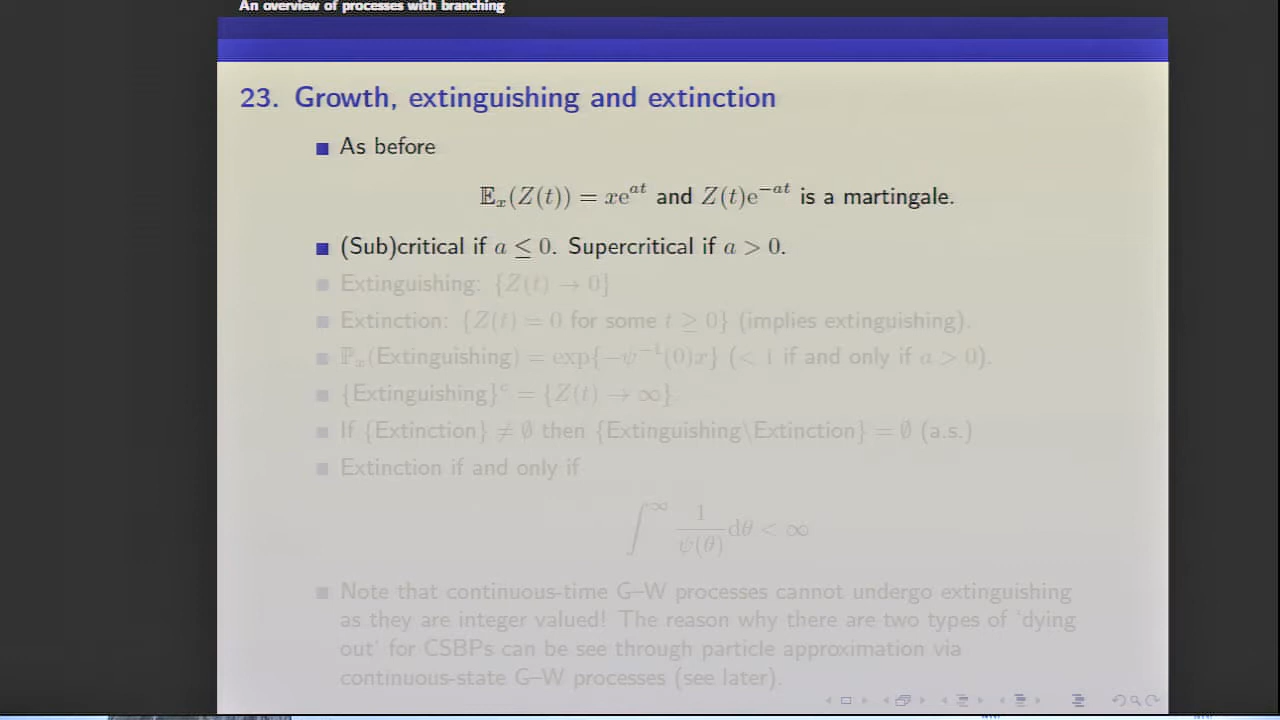 An overview of processes with branching
23. Growth, extinguishing and extinction
As before
𝔼ₓ(Z(t)) = xe^{at} and Z(t)e^{−at} is a martingale.
(Sub)critical if a ≤ 0. Supercritical if a > 0.
Extinguishing: {Z(t) → 0}
Extinction: {Z(t) = 0 for some t ≥ 0} (implies extinguishing).
ℙₓ(Extinguishing) = exp{−ψ⁻¹(0)x} (< 1 if and only if a > 0).
{Extinguishing}ᶜ = {Z(t) → ∞}.
If {Extinction} ≠ ∅ then {Extinguishing\Extinction} = ∅ (a.s.)
Extinction if and only if
∫^∞ 1/ψ(θ) dθ < ∞
Note that continuous-time G–W processes cannot undergo extinguishing
as they are integer valued! The reason why there are two types of 'dying
out' for CSBPs can be see through particle approximation via
continuous-state G–W processes (see later).